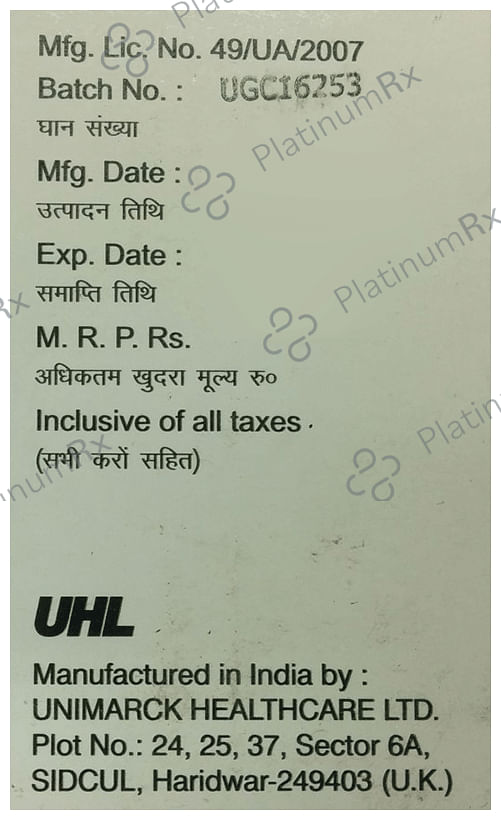 Mfg. Lic. No. 49/UA/2007
Batch No. : UGC16253
घान संख्या
Mfg. Date :
उत्पादन तिथि
Exp. Date :
समाप्ति तिथि
M. R. P. Rs.
अधिकतम खुदरा मूल्य रु०
Inclusive of all taxes
(सभी करों सहित)
UHL
Manufactured in India by :
UNIMARCK HEALTHCARE LTD.
Plot No.: 24, 25, 37, Sector 6A,
SIDCUL, Haridwar-249403 (U.K.)
PlatinumRx
PlatinumRx